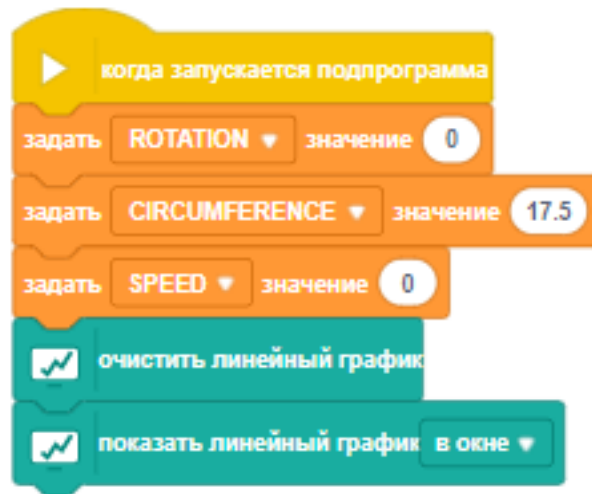 когда запускается подпрограмма
задать ROTATION значение 0
задать CIRCUMFERENCE значение 17.5
задать SPEED значение 0
очистить линейный график
показать линейный график в окне